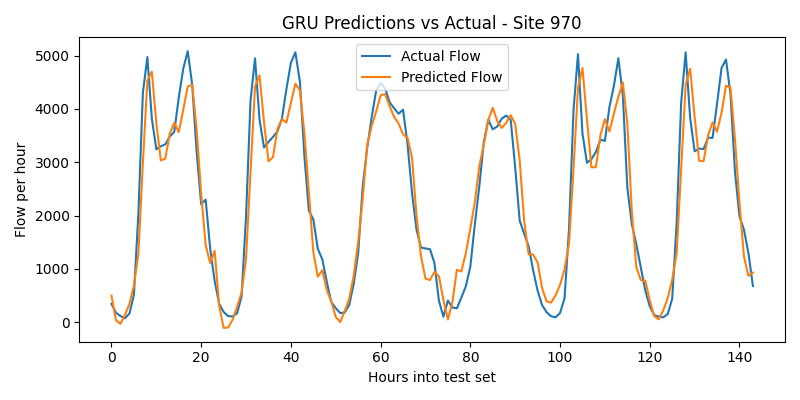 GRU Predictions vs Actual - Site 970
Actual Flow
Predicted Flow
Flow per hour
5000
4000
3000
2000
1000
0
0 20 40 60 80 100 120 140
Hours into test set